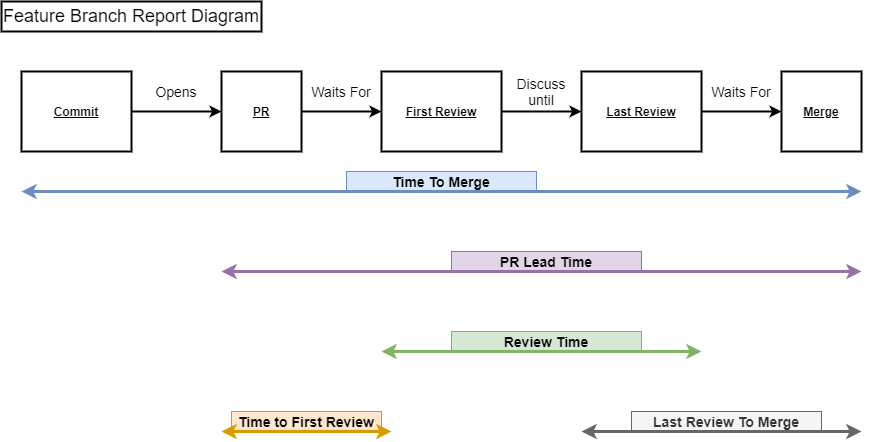 Feature Branch Report Diagram
Commit
Opens
PR
Waits For
First Review
Discuss
until
Last Review
Waits For
Merge
Time To Merge
PR Lead Time
Review Time
Time to First Review
Last Review To Merge